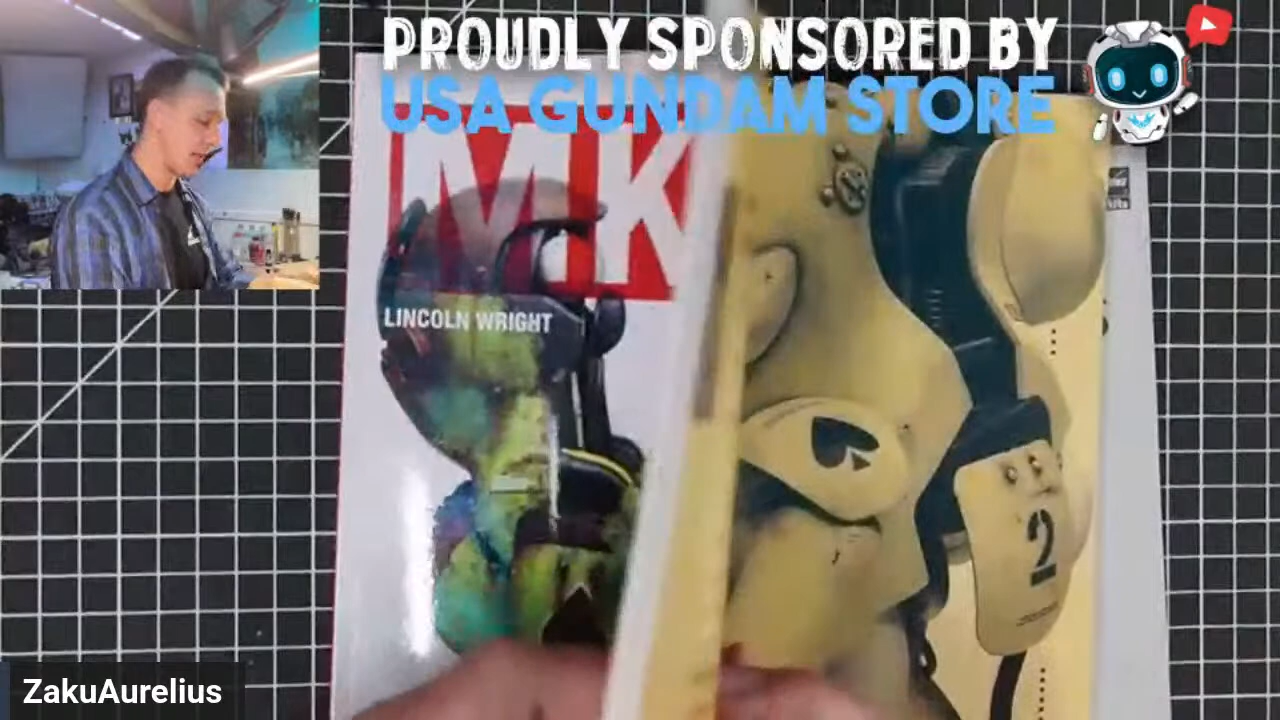 PROUDLY SPONSORED BY
USA GUNDAM STORE
MK
LINCOLN WRIGHT
2
ZakuAurelius